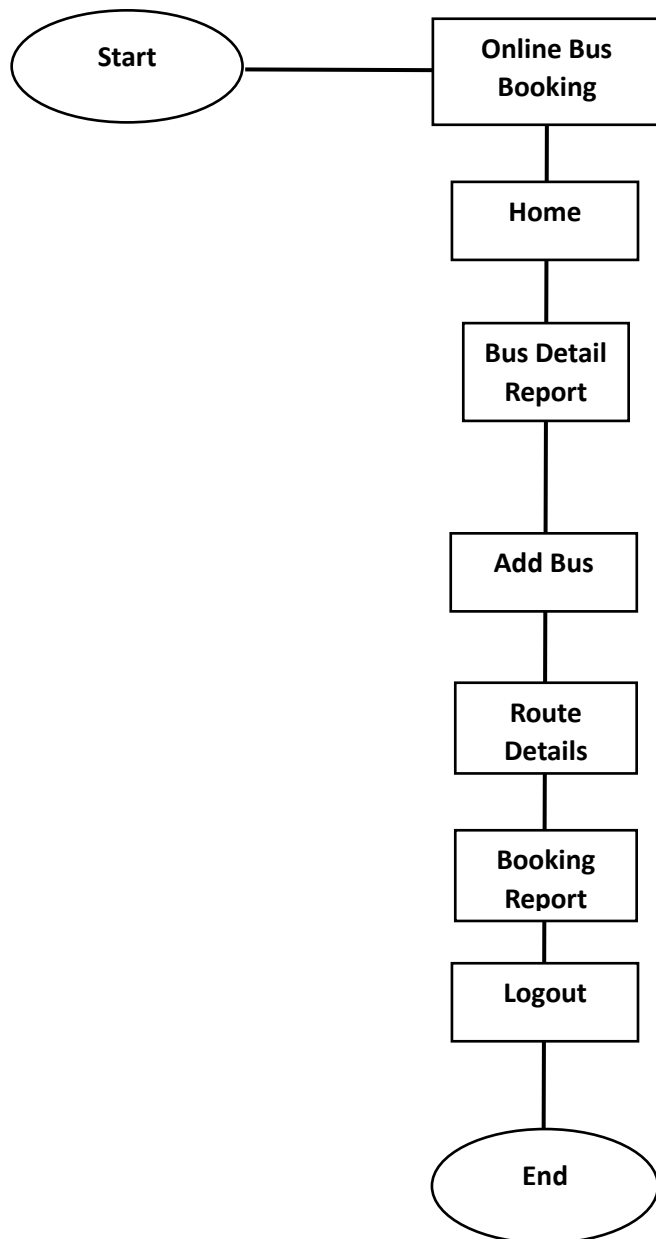 Start
Online Bus
Booking
Home
Bus Detail
Report
Add Bus
Route
Details
Booking
Report
Logout
End